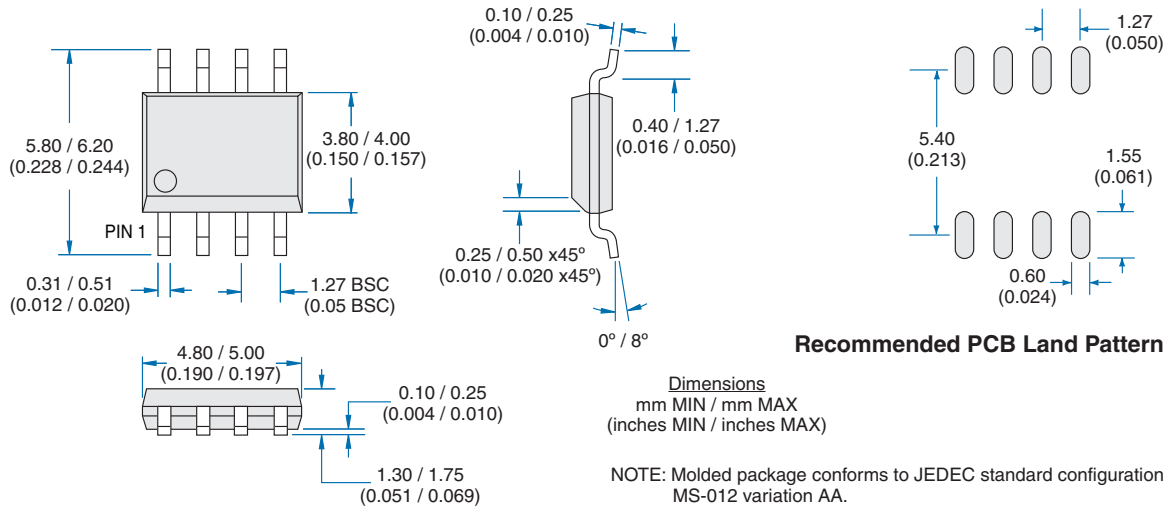 0.10 / 0.25
(0.004 / 0.010)
1.27
(0.050)
5.80 / 6.20
(0.228 / 0.244)
3.80 / 4.00
(0.150 / 0.157)
0.40 / 1.27
(0.016 / 0.050)
5.40
(0.213)
1.55
(0.061)
PIN 1
0.25 / 0.50 x45º
(0.010 / 0.020 x45º)
0.31 / 0.51
(0.012 / 0.020)
1.27 BSC
(0.05 BSC)
0.60
(0.024)
0º / 8º
Recommended PCB Land Pattern
4.80 / 5.00
(0.190 / 0.197)
0.10 / 0.25
(0.004 / 0.010)
1.30 / 1.75
(0.051 / 0.069)
Dimensions
mm MIN / mm MAX
(inches MIN / inches MAX)
NOTE: Molded package conforms to JEDEC standard configuration
MS-012 variation AA.